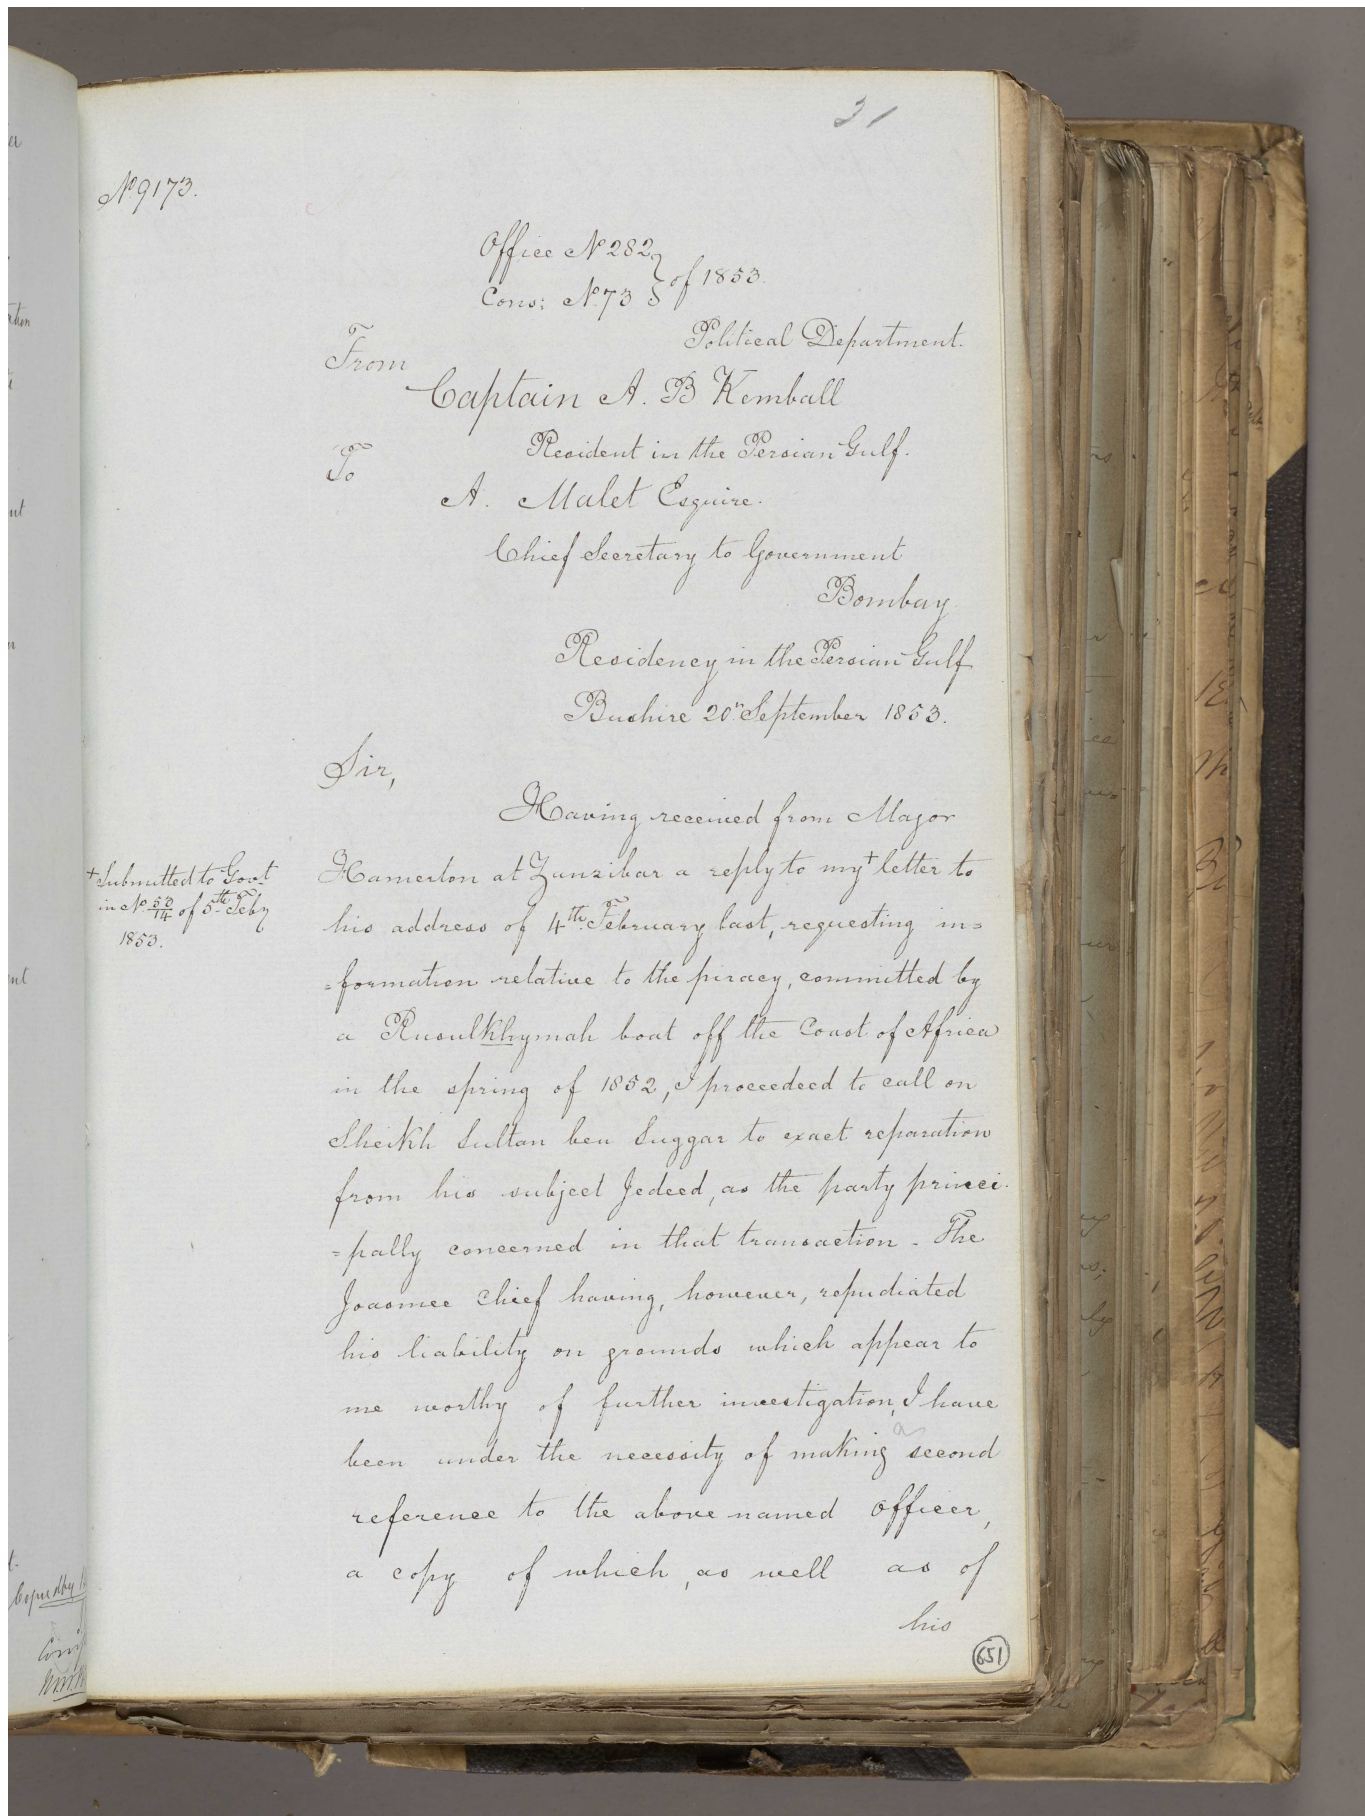 31
No 9173.
Office No 282
Cons: No 73 } of 1853.
Political Department.
From
Captain A. B Kemball
Resident in the Persian Gulf.
To
A. Malet Esquire.
Chief Secretary to Government
Bombay
Residency in the Persian Gulf
Bushire 20th September 1853.
Sir,
Having received from Major
Hamerton at Zanzibar a reply to my + letter to
+ Submitted to Govt.
in No. 50/14 of 5th Feby
1853.
his address of 4th February last, requesting in=
=formation relative to the piracy, committed by
a Rusulkhymah boat off the Coast of Africa
in the spring of 1852, I proceeded to call on
Sheikh Sultan ben Suggar to exact reparation
from his subject Jedeed, as the party princi-
=pally concerned in that transaction - The
Joasmee Chief having, however, repudiated
his liability on grounds which appear to
me worthy of further investigation, I have
been under the necessity of making a second
reference to the above named officer,
a copy of which, as well as of
his
651